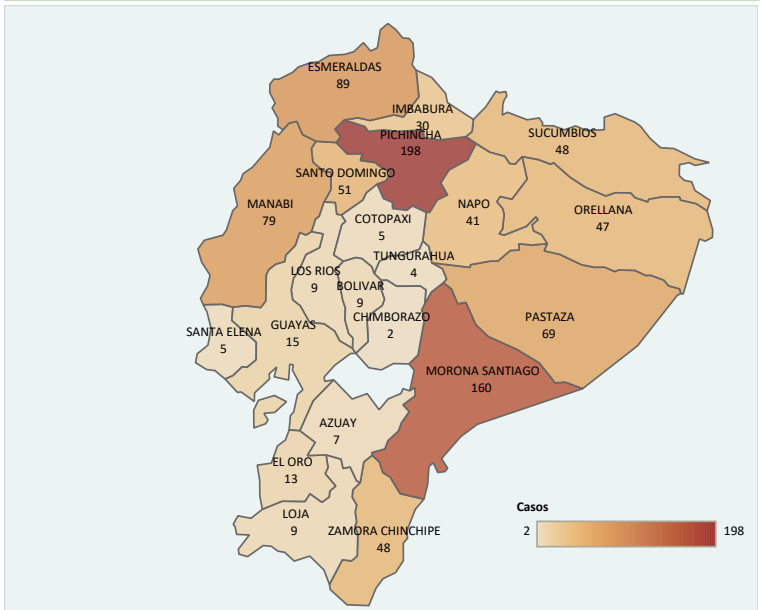 ESMERALDAS
89
IMBABURA
30
PICHINCHA
198
SUCUMBIOS
48
SANTO DOMINGO
51
MANABI
79
NAPO
41
ORELLANA
47
COTOPAXI
5
TUNGURAHUA
4
LOS RIOS
9
BOLIVAR
9
CHIMBORAZO
2
PASTAZA
69
SANTA ELENA
5
GUAYAS
15
MORONA SANTIAGO
160
AZUAY
7
EL ORO
13
LOJA
9
ZAMORA CHINCHIPE
48
Casos
2 198